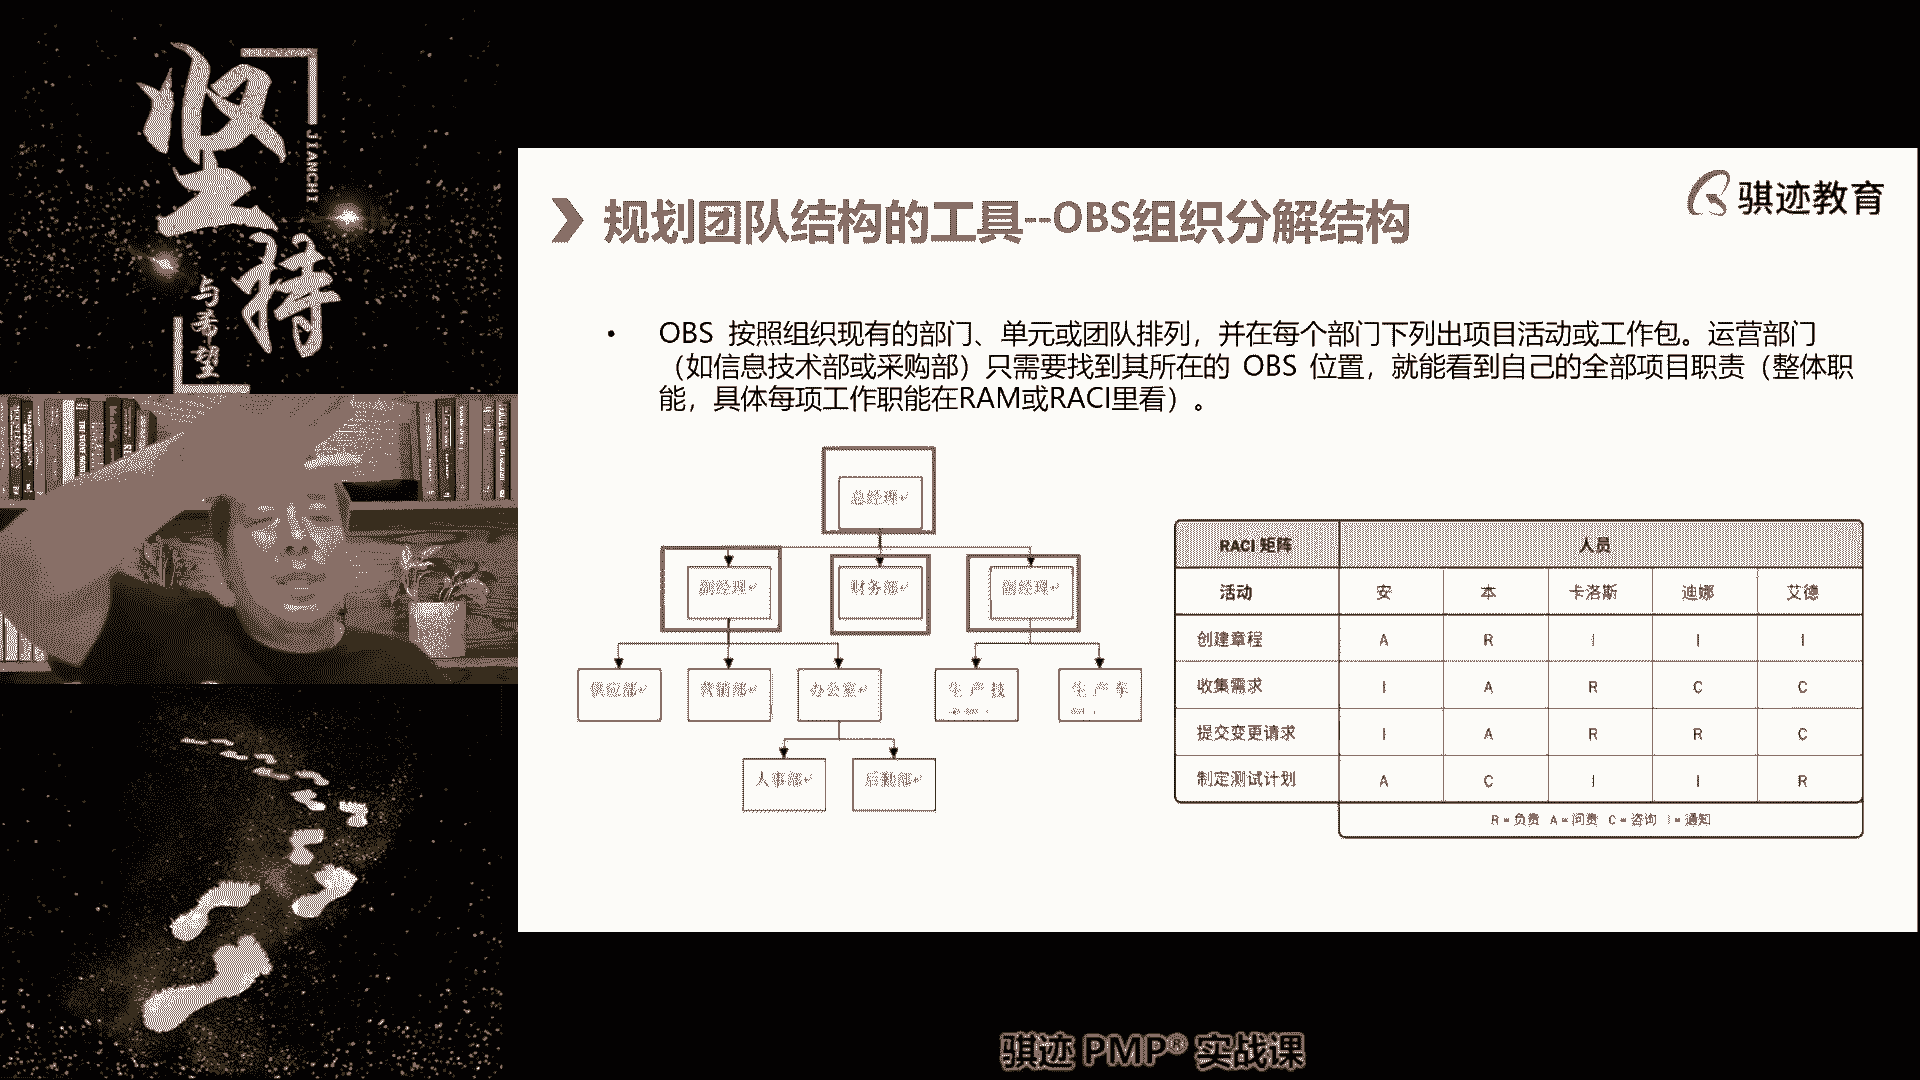 坚持
JIANCHI
与希望
骐迹教育
规划团队结构的工具--OBS组织分解结构
• OBS 按照组织现有的部门、单元或团队排列，并在每个部门下列出项目活动或工作包。运营部门
（如信息技术部或采购部）只需要找到其所在的 OBS 位置，就能看到自己的全部项目职责（整体职
能，具体每项工作职能在RAM或RACI里看）。
总经理
副经理 财务部 副经理
供应部 营销部 办公室 生产技 生产车
人事部 后勤部
RACI 矩阵 人员
活动 安 本 卡洛斯 迪娜 艾德
创建章程 A R I I I
收集需求 I A R C C
提交变更请求 I A R R C
制定测试计划 A C I I R
R = 负责 A = 问责 C = 咨询 I = 通知
骐迹 PMP® 实战课